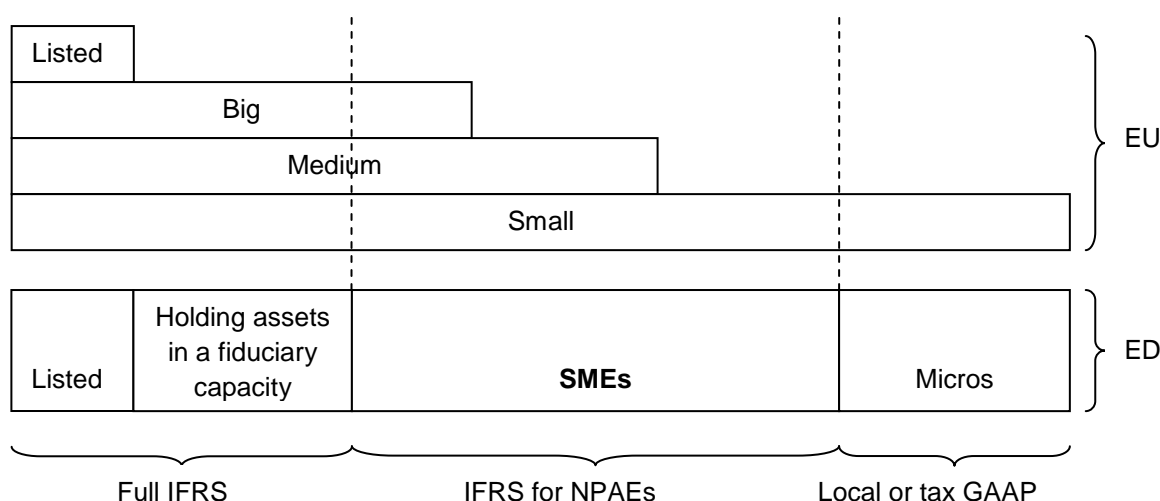 Listed
Big
Medium
Small
EU
Holding assets
in a fiduciary
capacity
Listed
SMEs
Micros
ED
Full IFRS
IFRS for NPAEs
Local or tax GAAP